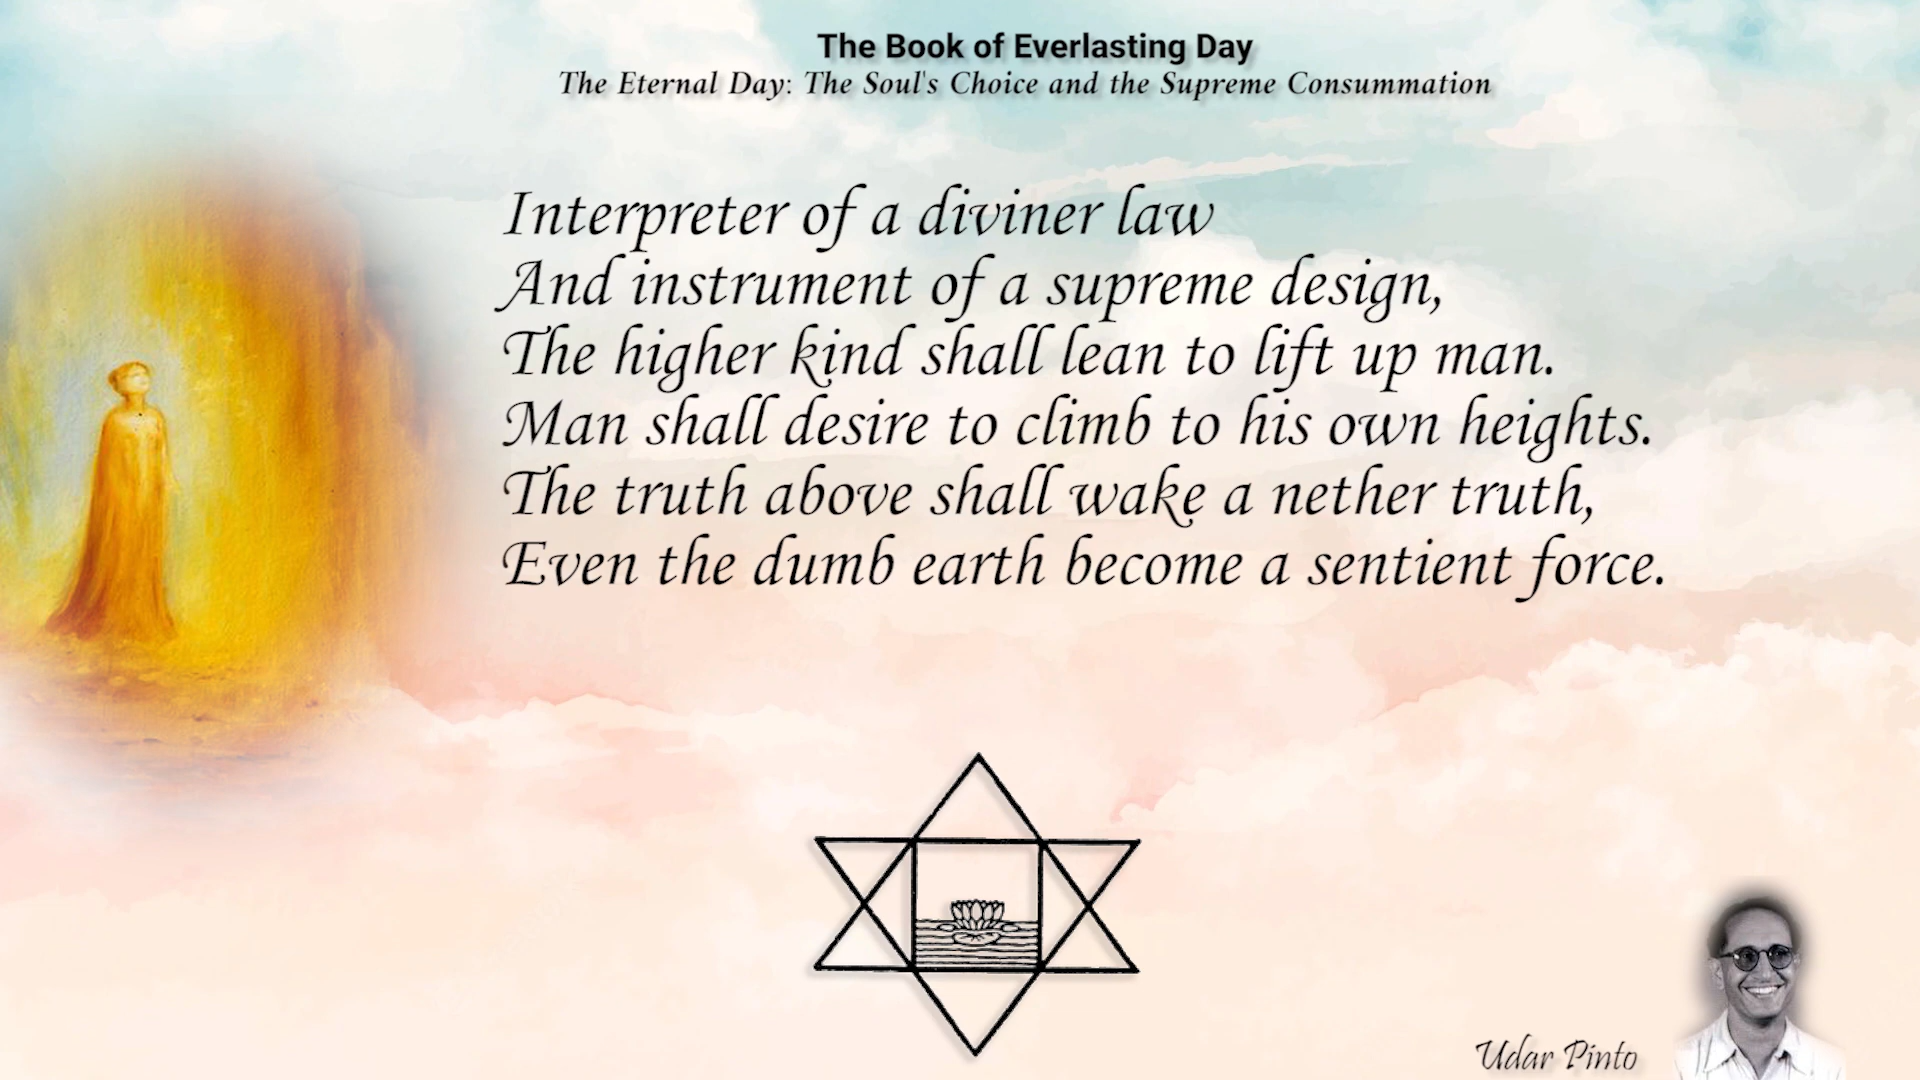 The Book of Everlasting Day
The Eternal Day: The Soul's Choice and the Supreme Consummation
Interpreter of a diviner law
And instrument of a supreme design,
The higher kind shall lean to lift up man.
Man shall desire to climb to his own heights.
The truth above shall wake a nether truth,
Even the dumb earth become a sentient force.
Udar Pinto